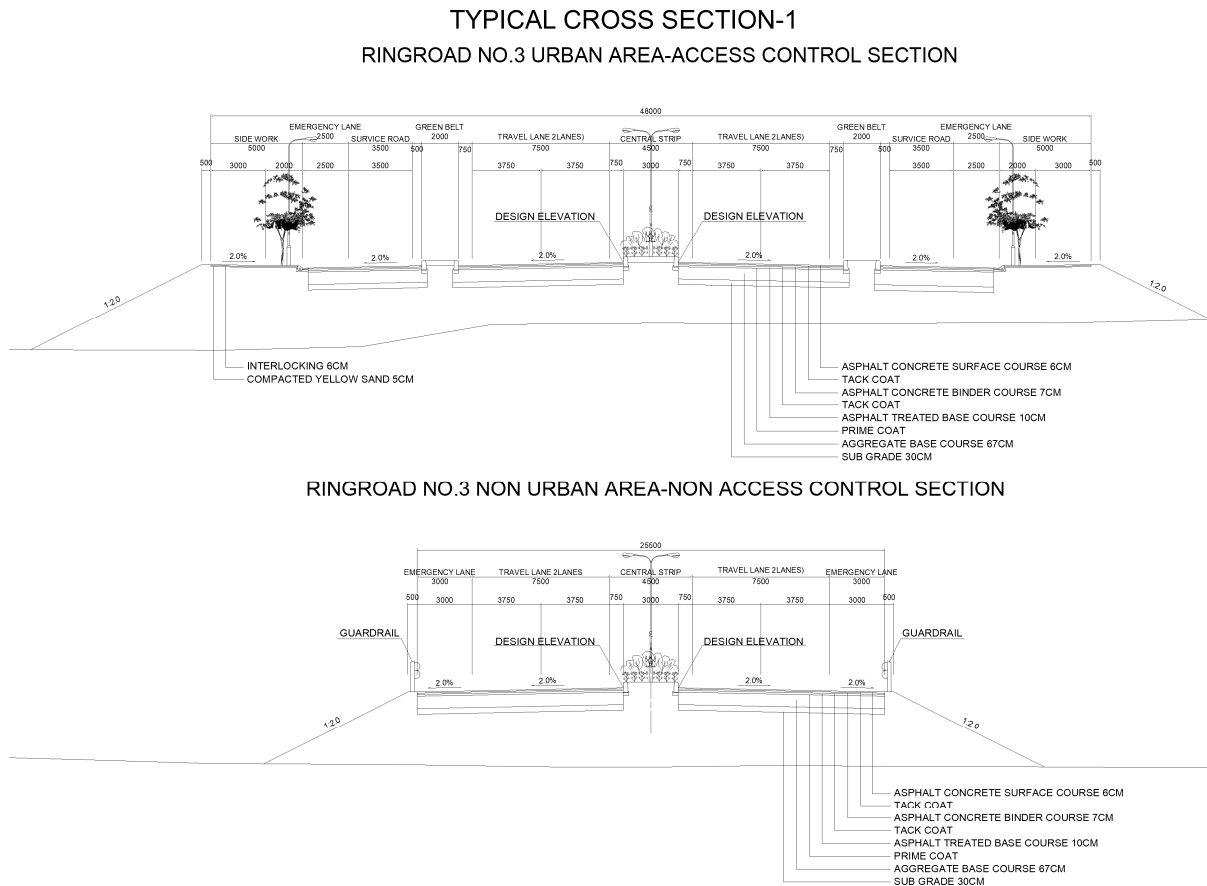 TYPICAL CROSS SECTION-1
RINGROAD NO.3 URBAN AREA-ACCESS CONTROL SECTION
48000
EMERGENCY LANE GREEN BELT GREEN BELT EMERGENCY LANE
SIDE WORK 2500 SURVICE ROAD 2000 TRAVEL LANE 2LANES) CENTRAL STRIP TRAVEL LANE 2LANES) 2000 SURVICE ROAD 2500 SIDE WORK
5000 3500 500 750 7500 4500 7500 750 500 3500 5000
500 3000 2000 2500 3500 3750 3750 750 3000 750 3750 3750 3500 2500 2000 3000 500
DESIGN ELEVATION DESIGN ELEVATION
2.0% 2.0% 2.0% 2.0% 2.0% 2.0%
1:2.0 1:2.0
INTERLOCKING 6CM
COMPACTED YELLOW SAND 5CM
ASPHALT CONCRETE SURFACE COURSE 6CM
TACK COAT
ASPHALT CONCRETE BINDER COURSE 7CM
TACK COAT
ASPHALT TREATED BASE COURSE 10CM
PRIME COAT
AGGREGATE BASE COURSE 67CM
SUB GRADE 30CM
RINGROAD NO.3 NON URBAN AREA-NON ACCESS CONTROL SECTION
25500
EMERGENCY LANE TRAVEL LANE 2LANES CENTRAL STRIP TRAVEL LANE 2LANES) EMERGENCY LANE
3000 7500 4500 7500 3000
500 3000 3750 3750 750 3000 750 3750 3750 3000 500
GUARDRAIL DESIGN ELEVATION DESIGN ELEVATION GUARDRAIL
2.0% 2.0% 2.0% 2.0%
1:2.0 1:2.0
ASPHALT CONCRETE SURFACE COURSE 6CM
TACK COAT
ASPHALT CONCRETE BINDER COURSE 7CM
TACK COAT
ASPHALT TREATED BASE COURSE 10CM
PRIME COAT
AGGREGATE BASE COURSE 67CM
SUB GRADE 30CM